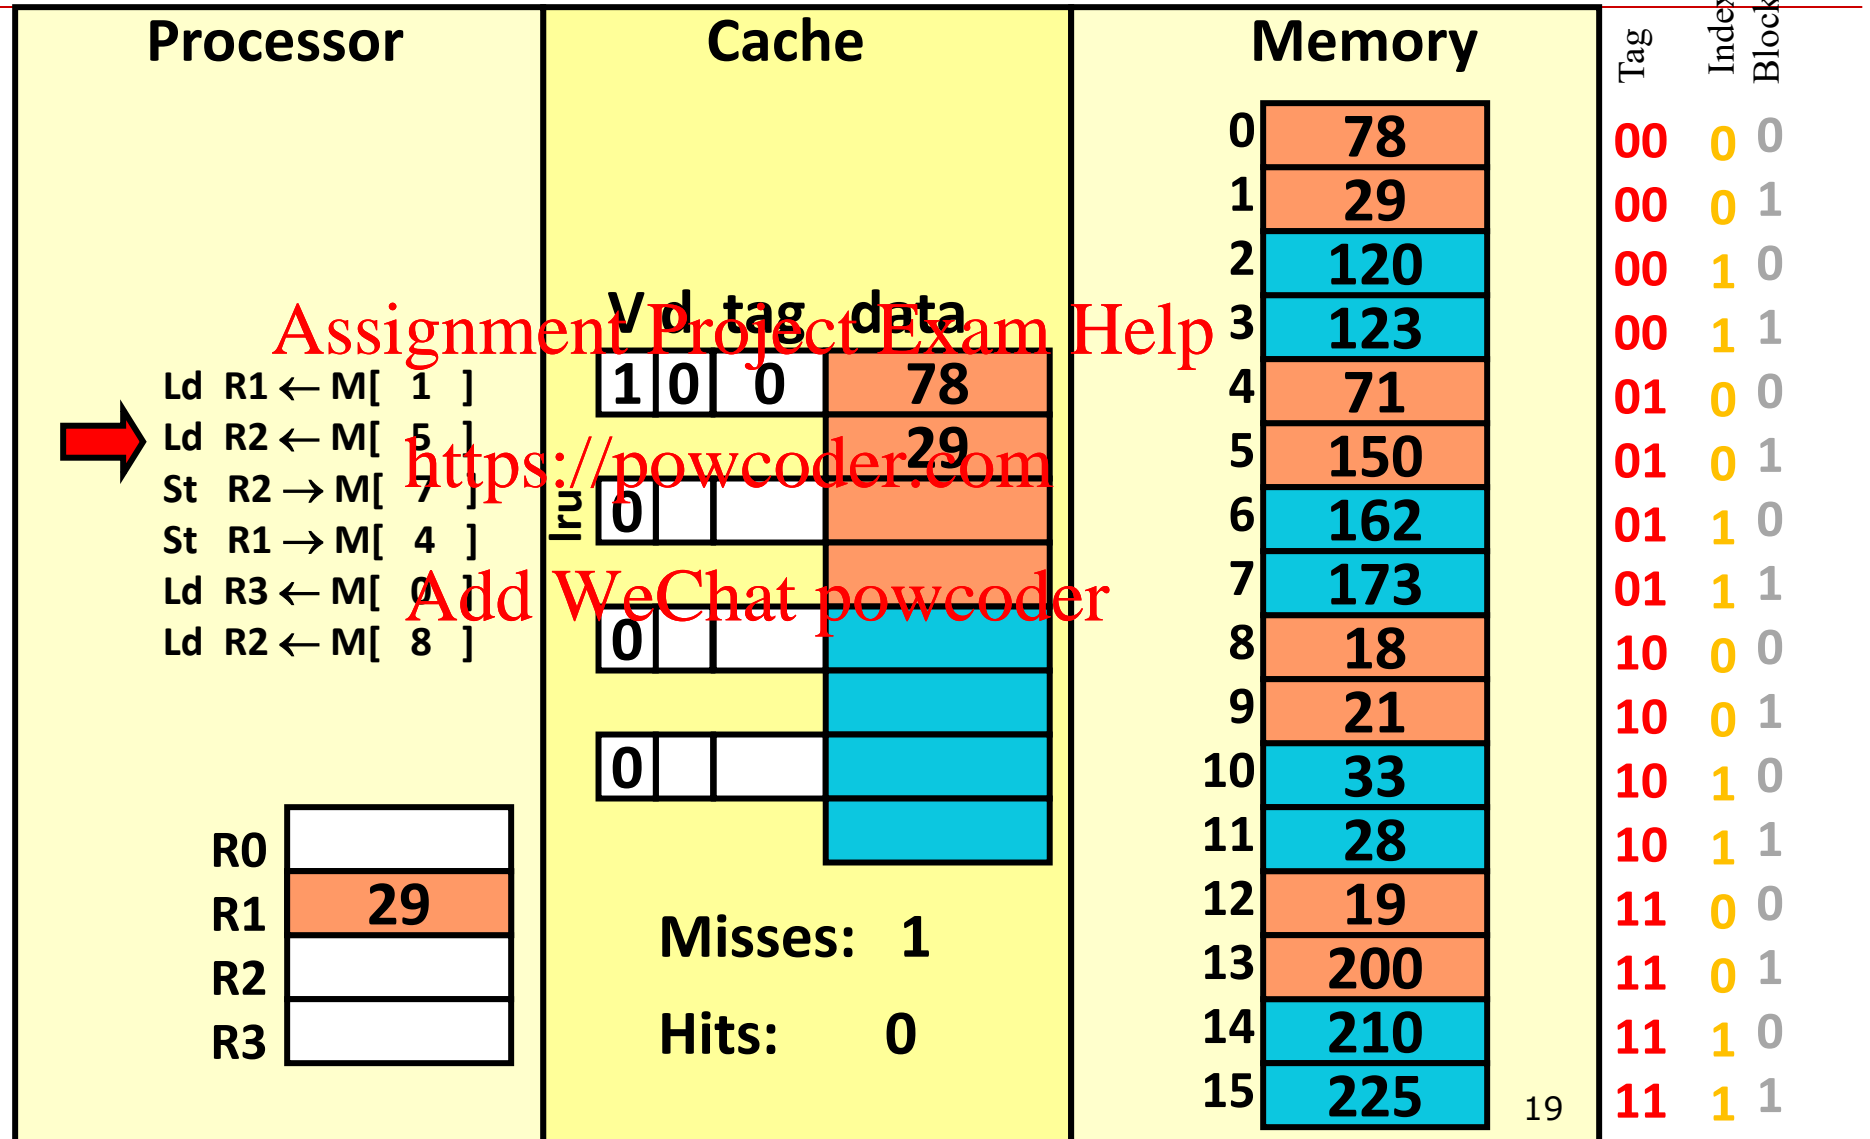 Processor
Cache
Memory
Tag
Index
Block
Assignment Project Exam Help
https://powcoder.com
Add WeChat powcoder
Ld R1 ← M[ 1 ]
Ld R2 ← M[ 5 ]
St R2 → M[ 7 ]
St R1 → M[ 4 ]
Ld R3 ← M[ 0 ]
Ld R2 ← M[ 8 ]
R0
R1 29
R2
R3
V d tag data
1 0 0 78
29
lru
0
0
0
Misses: 1
Hits: 0
0 78 00 0 0
1 29 00 0 1
2 120 00 1 0
3 123 00 1 1
4 71 01 0 0
5 150 01 0 1
6 162 01 1 0
7 173 01 1 1
8 18 10 0 0
9 21 10 0 1
10 33 10 1 0
11 28 10 1 1
12 19 11 0 0
13 200 11 0 1
14 210 11 1 0
15 225 11 1 1
19